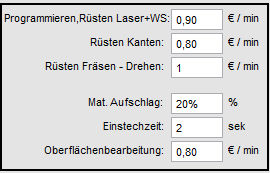 Programmieren,Rüsten Laser+WS: 0,90 € / min
Rüsten Kanten: 0,80 € / min
Rüsten Fräsen - Drehen: 1 € / min
Mat. Aufschlag: 20% %
Einstechzeit: 2 sek
Oberflächenbearbeitung: 0,80 € / min